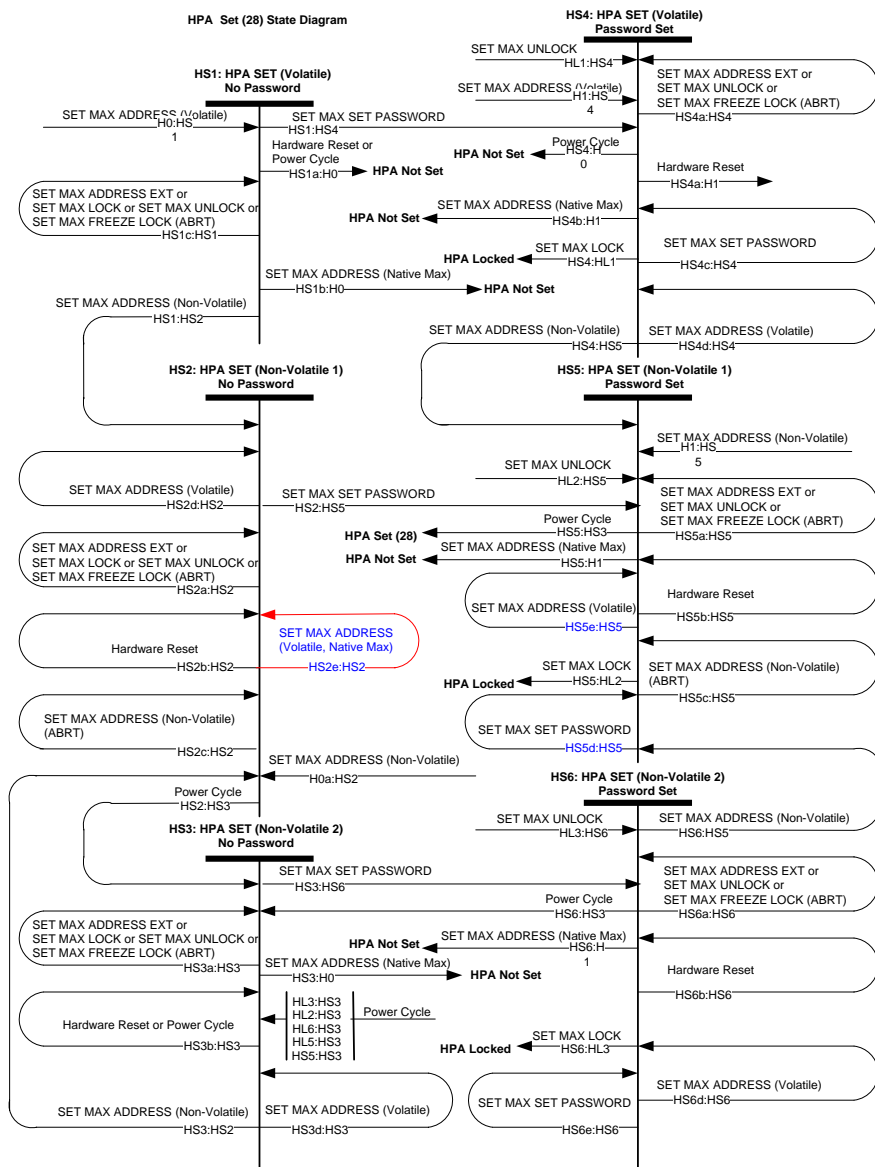 HPA Set (28) State Diagram
HS1: HPA SET (Volatile)
No Password
SET MAX ADDRESS (Volatile)
H0:HS
1
SET MAX SET PASSWORD
HS1:HS4
Hardware Reset or
Power Cycle
HS1a:H0
HPA Not Set
SET MAX ADDRESS EXT or
SET MAX LOCK or SET MAX UNLOCK or
SET MAX FREEZE LOCK (ABRT)
HS1c:HS1
SET MAX ADDRESS (Native Max)
HS1b:H0
HPA Not Set
SET MAX ADDRESS (Non-Volatile)
HS1:HS2
HS2: HPA SET (Non-Volatile 1)
No Password
SET MAX ADDRESS (Volatile)
HS2d:HS2
SET MAX SET PASSWORD
HS2:HS5
SET MAX ADDRESS EXT or
SET MAX LOCK or SET MAX UNLOCK or
SET MAX FREEZE LOCK (ABRT)
HS2a:HS2
Hardware Reset
HS2b:HS2
SET MAX ADDRESS
(Volatile, Native Max)
HS2e:HS2
SET MAX ADDRESS (Non-Volatile)
(ABRT)
HS2c:HS2
SET MAX ADDRESS (Non-Volatile)
H0a:HS2
Power Cycle
HS2:HS3
HS3: HPA SET (Non-Volatile 2)
No Password
SET MAX SET PASSWORD
HS3:HS6
SET MAX ADDRESS EXT or
SET MAX LOCK or SET MAX UNLOCK or
SET MAX FREEZE LOCK (ABRT)
HS3a:HS3
SET MAX ADDRESS (Native Max)
HS3:H0
HPA Not Set
Hardware Reset or Power Cycle
HS3b:HS3
HL3:HS3
HL2:HS3
HL6:HS3
HL5:HS3
HS5:HS3
Power Cycle
SET MAX ADDRESS (Non-Volatile)
HS3:HS2
SET MAX ADDRESS (Volatile)
HS3d:HS3
HS4: HPA SET (Volatile)
Password Set
SET MAX UNLOCK
HL1:HS4
SET MAX ADDRESS (Volatile)
H1:HS
4
SET MAX ADDRESS EXT or
SET MAX UNLOCK or
SET MAX FREEZE LOCK (ABRT)
HS4a:HS4
Power Cycle
HS4:H
0
HPA Not Set
Hardware Reset
HS4a:H1
SET MAX ADDRESS (Native Max)
HS4b:H1
HPA Not Set
SET MAX SET PASSWORD
HS4c:HS4
SET MAX LOCK
HS4:HL1
HPA Locked
SET MAX ADDRESS (Non-Volatile)
HS4:HS5
SET MAX ADDRESS (Volatile)
HS4d:HS4
HS5: HPA SET (Non-Volatile 1)
Password Set
SET MAX ADDRESS (Non-Volatile)
H1:HS
5
SET MAX UNLOCK
HL2:HS5
SET MAX ADDRESS EXT or
SET MAX UNLOCK or
SET MAX FREEZE LOCK (ABRT)
HS5a:HS5
Power Cycle
HS5:HS3
HPA Set (28)
SET MAX ADDRESS (Native Max)
HS5:H1
HPA Not Set
Hardware Reset
HS5b:HS5
SET MAX ADDRESS (Volatile)
HS5e:HS5
SET MAX LOCK
HS5:HL2
HPA Locked
SET MAX ADDRESS (Non-Volatile)
(ABRT)
HS5c:HS5
SET MAX SET PASSWORD
HS5d:HS5
HS6: HPA SET (Non-Volatile 2)
Password Set
SET MAX UNLOCK
HL3:HS6
SET MAX ADDRESS (Non-Volatile)
HS6:HS5
SET MAX ADDRESS EXT or
SET MAX UNLOCK or
SET MAX FREEZE LOCK (ABRT)
HS6a:HS6
Power Cycle
HS6:HS3
SET MAX ADDRESS (Native Max)
HS6:H
1
HPA Not Set
Hardware Reset
HS6b:HS6
SET MAX LOCK
HS6:HL3
HPA Locked
SET MAX ADDRESS (Volatile)
HS6d:HS6
SET MAX SET PASSWORD
HS6e:HS6